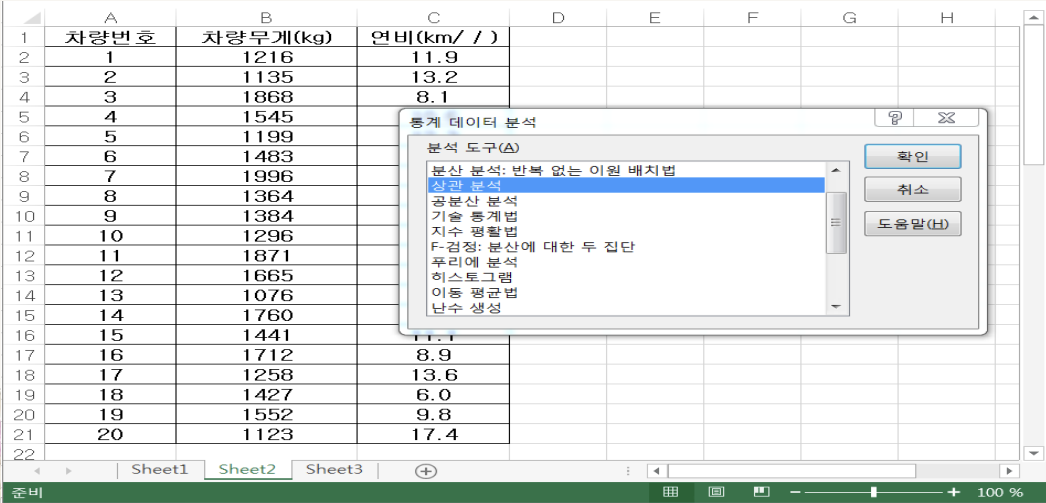 A B C D E F G H
1 차량번호 차량무게(kg) 연비(km/ / )
2 1 1216 11.9
3 2 1135 13.2
4 3 1868 8.1
5 4 1545
6 5 1199
7 6 1483
8 7 1996
9 8 1364
10 9 1384
11 10 1296
12 11 1871
13 12 1665
14 13 1076
15 14 1760
16 15 1441
17 16 1712 8.9
18 17 1258 13.6
19 18 1427 6.0
20 19 1552 9.8
21 20 1123 17.4
22
통계 데이터 분석
분석 도구(A)
분산 분석: 반복 없는 이원 배치법
상관 분석
공분산 분석
기술 통계법
지수 평활법
F-검정: 분산에 대한 두 집단
푸리에 분석
히스토그램
이동 평균법
난수 생성
확인
취소
도움말(H)
Sheet1 Sheet2 Sheet3
준비 100 %